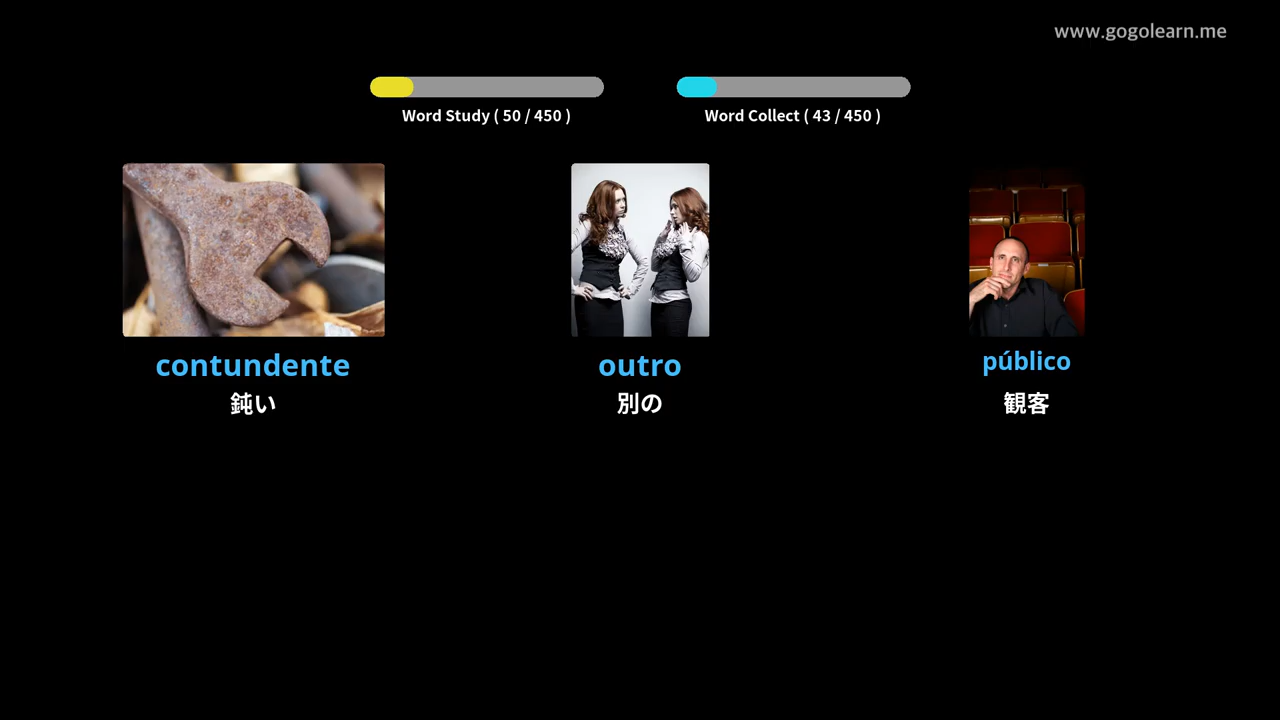 www.gogolearn.me
Word Study ( 50 / 450 )
Word Collect ( 43 / 450 )
contundente
outro
público
鈍い
別の
観客